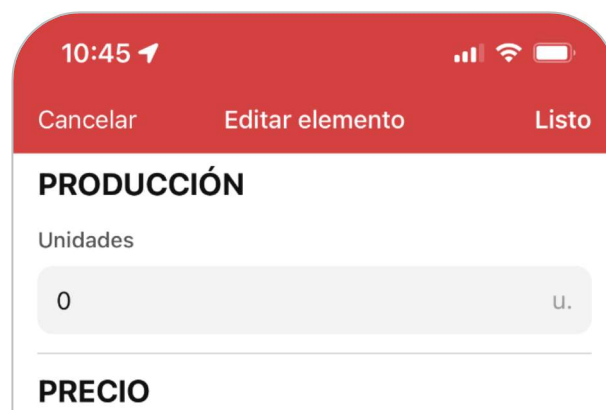 10:45
Cancelar Editar elemento Listo
PRODUCCIÓN
Unidades
0 u.
PRECIO